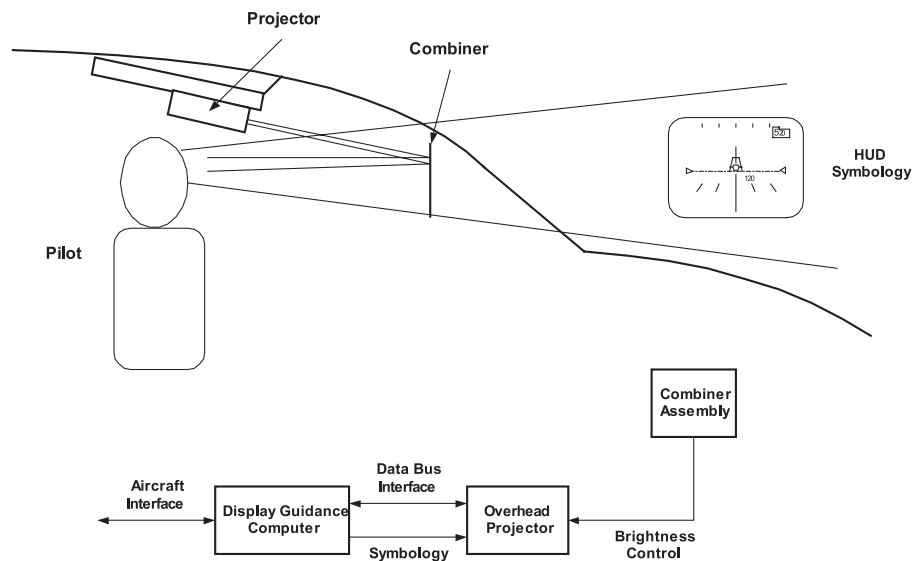 Projector
Combiner
520
120
HUD
Symbology
Pilot
Combiner
Assembly
Aircraft
Interface
Data Bus
Interface
Display Guidance
Computer
Overhead
Projector
Symbology
Brightness
Control